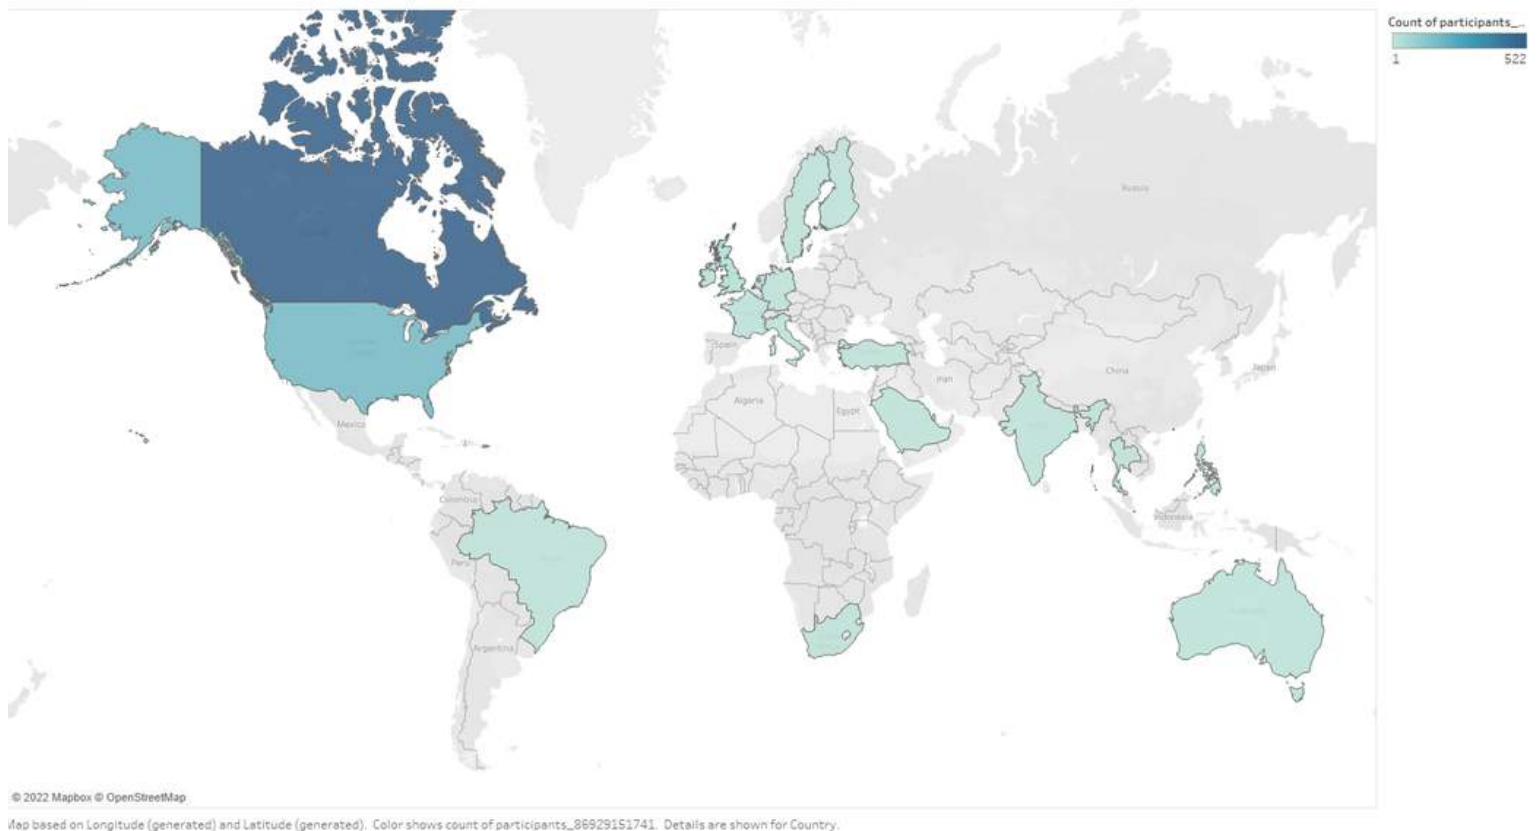 Count of participants_...
1 522
Russia
Spain
China
Japan
Iran
Algeria
Egypt
Mexico
Colombia
Indonesia
Peru
Argentina
© 2022 Mapbox © OpenStreetMap
Map based on Longitude (generated) and Latitude (generated). Color shows count of participants_86929151741. Details are shown for Country.